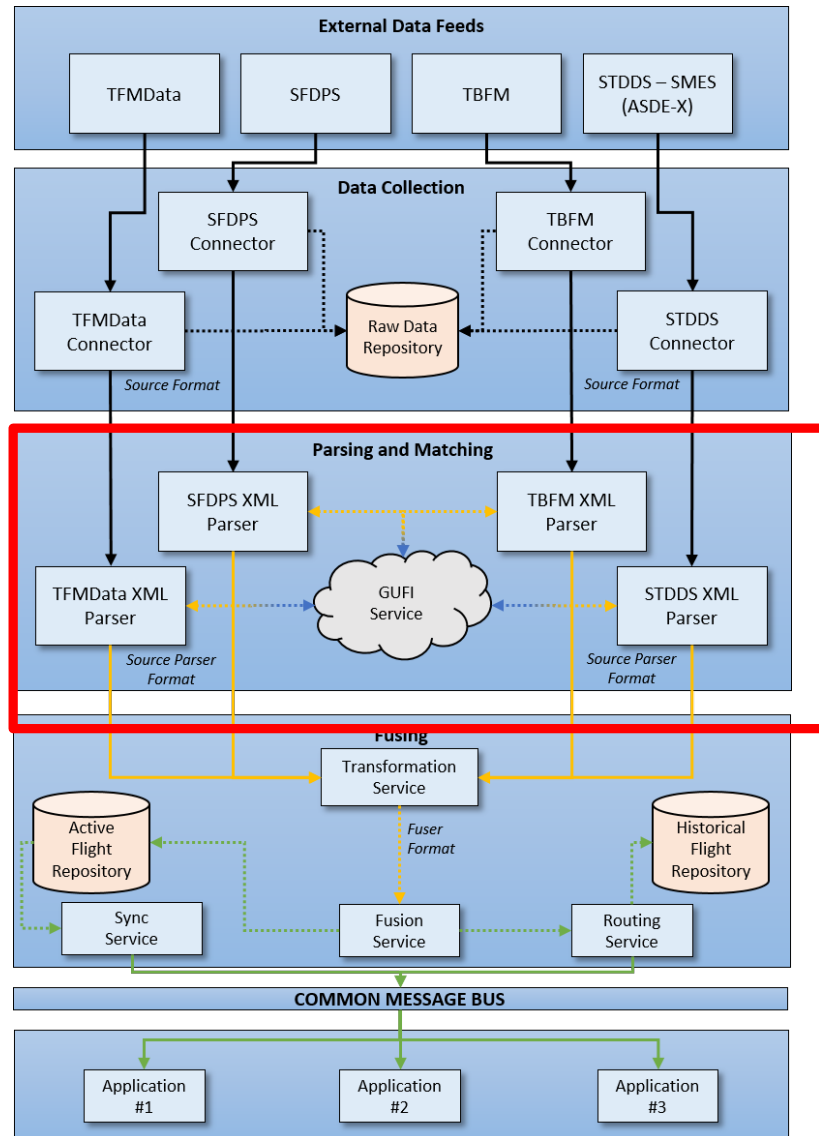 External Data Feeds
TFMData
SFDPS
TBFM
STDDS – SMES
(ASDE-X)
Data Collection
SFDPS
Connector
TBFM
Connector
TFMData
Connector
Raw Data
Repository
STDDS
Connector
Source Format
Source Format
Parsing and Matching
SFDPS XML
Parser
TBFM XML
Parser
TFMData XML
Parser
GUFI
Service
STDDS XML
Parser
Source Parser
Format
Source Parser
Format
Fusing
Transformation
Service
Active
Flight
Repository
Fuser
Format
Historical
Flight
Repository
Sync
Service
Fusion
Service
Routing
Service
COMMON MESSAGE BUS
Application
#1
Application
#2
Application
#3